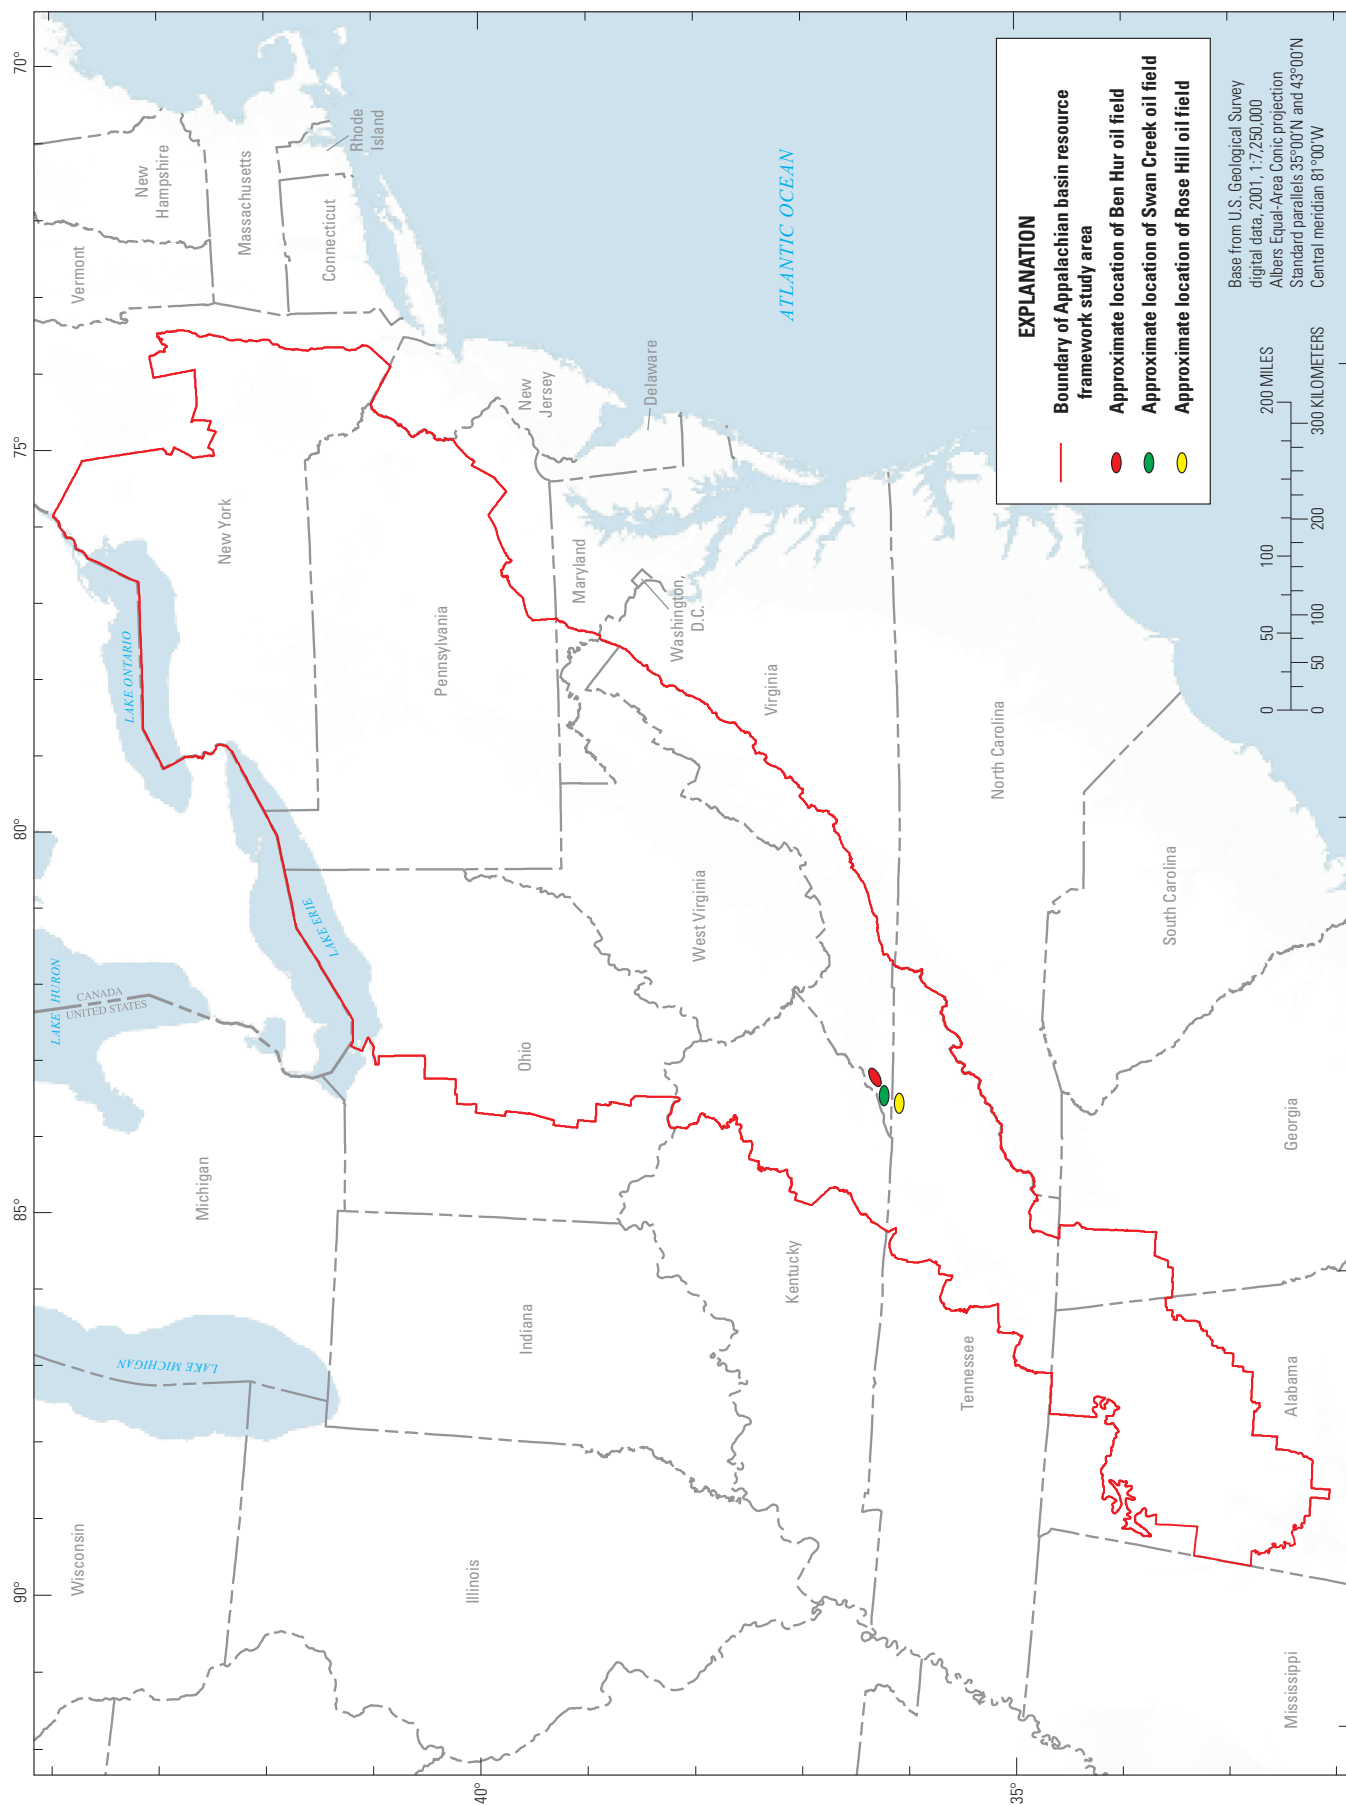 70°
75°
80°
85°
90°
40°
35°
Wisconsin
LAKE MICHIGAN
Michigan
LAKE HURON
CANADA
UNITED STATES
LAKE ERIE
LAKE ONTARIO
New York
Vermont
New
Hampshire
Massachusetts
Connecticut
Rhode
Island
Illinois
Indiana
Ohio
Pennsylvania
New
Jersey
Delaware
Maryland
Washington,
D.C.
West Virginia
Virginia
Kentucky
Tennessee
North Carolina
South Carolina
Georgia
Alabama
Mississippi
ATLANTIC OCEAN
EXPLANATION
Boundary of Appalachian basin resource
framework study area
Approximate location of Ben Hur oil field
Approximate location of Swan Creek oil field
Approximate location of Rose Hill oil field
0 50 100 200 MILES
0 50 100 200 300 KILOMETERS
Base from U.S. Geological Survey
digital data, 2001, 1:7,250,000
Albers Equal-Area Conic projection
Standard parallels 35°00'N and 43°00'N
Central meridian 81°00'W